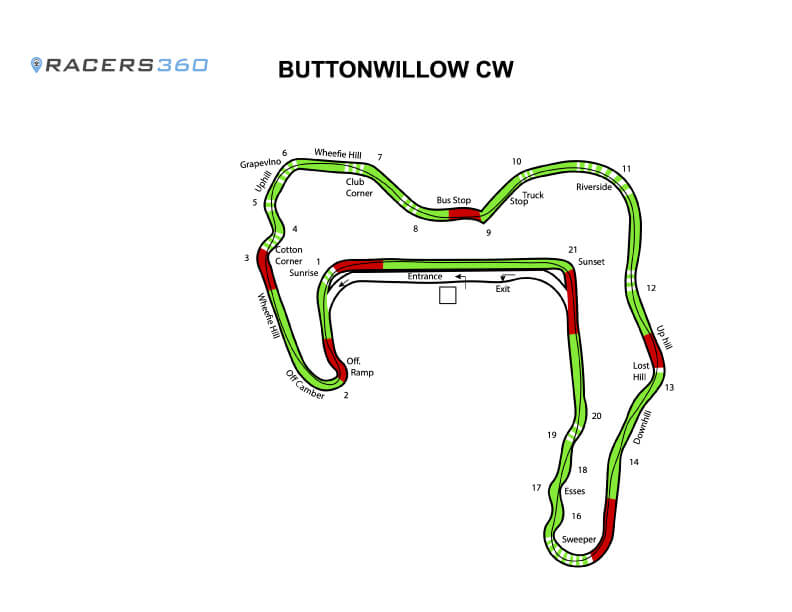 RACERS360
BUTTONWILLOW CW
6
Wheefie Hill
7
Grapevlno
Uphill
5
Club
Corner
4
3
Cotton
Corner
Sunrise
1
Bus Stop
8
9
10
Truck
Stop
11
Riverside
21
Sunset
Entrance
Exit
12
Up hill
Lost
Hill
13
Wheefie Hill
Off.
Ramp
Off Camber
2
Downhill
14
20
19
18
17
Esses
16
Sweeper